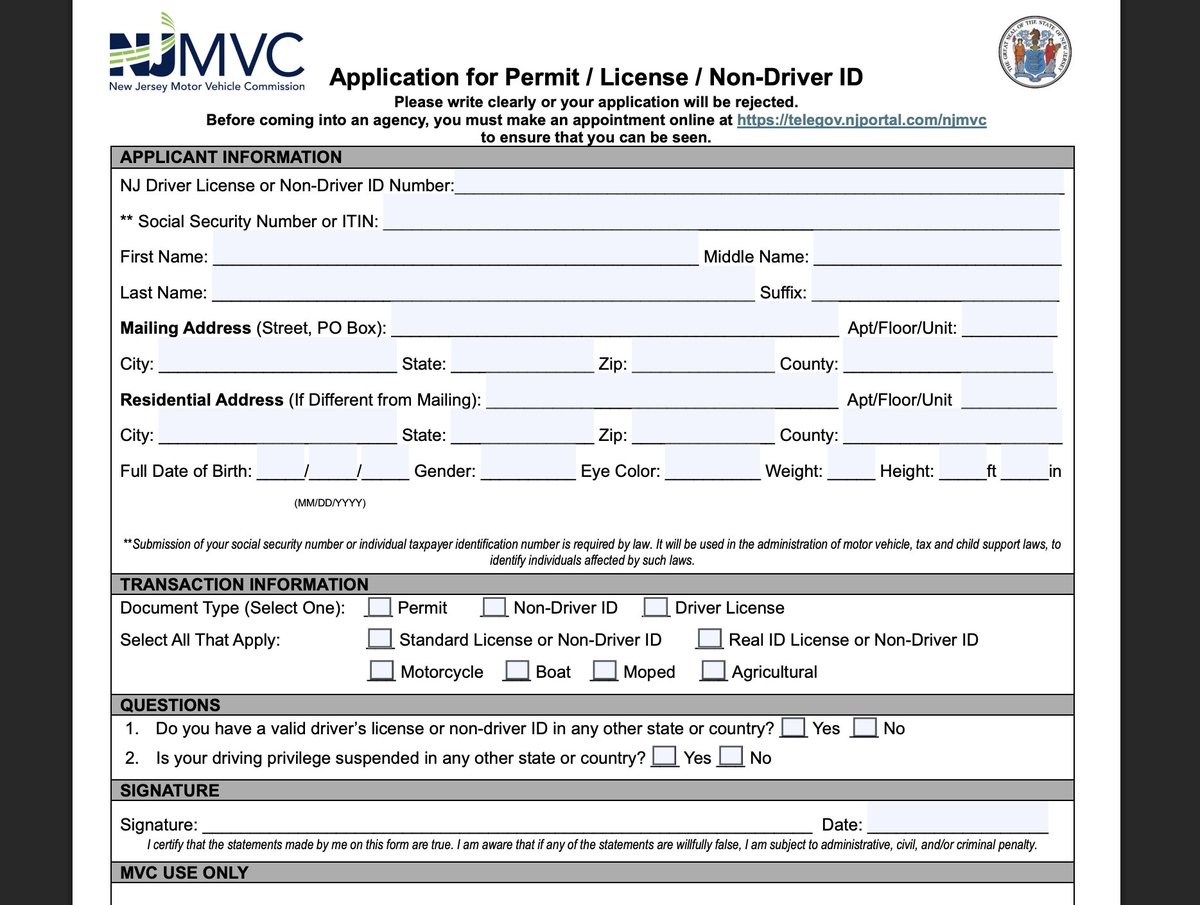 NJMVC
New Jersey Motor Vehicle Commission
THE GREAT SEAL OF THE STATE OF NEW JERSEY
Application for Permit / License / Non-Driver ID
Please write clearly or your application will be rejected.
Before coming into an agency, you must make an appointment online at https://telegov.njportal.com/njmvc
to ensure that you can be seen.
APPLICANT INFORMATION
NJ Driver License or Non-Driver ID Number:
** Social Security Number or ITIN:
First Name: Middle Name:
Last Name: Suffix:
Mailing Address (Street, PO Box): Apt/Floor/Unit:
City: State: Zip: County:
Residential Address (If Different from Mailing): Apt/Floor/Unit
City: State: Zip: County:
Full Date of Birth: / / Gender: Eye Color: Weight: Height: ft in
(MM/DD/YYYY)
**Submission of your social security number or individual taxpayer identification number is required by law. It will be used in the administration of motor vehicle, tax and child support laws, to
identify individuals affected by such laws.
TRANSACTION INFORMATION
Document Type (Select One): Permit Non-Driver ID Driver License
Select All That Apply: Standard License or Non-Driver ID Real ID License or Non-Driver ID
Motorcycle Boat Moped Agricultural
QUESTIONS
1. Do you have a valid driver’s license or non-driver ID in any other state or country? Yes No
2. Is your driving privilege suspended in any other state or country? Yes No
SIGNATURE
Signature: Date:
I certify that the statements made by me on this form are true. I am aware that if any of the statements are willfully false, I am subject to administrative, civil, and/or criminal penalty.
MVC USE ONLY